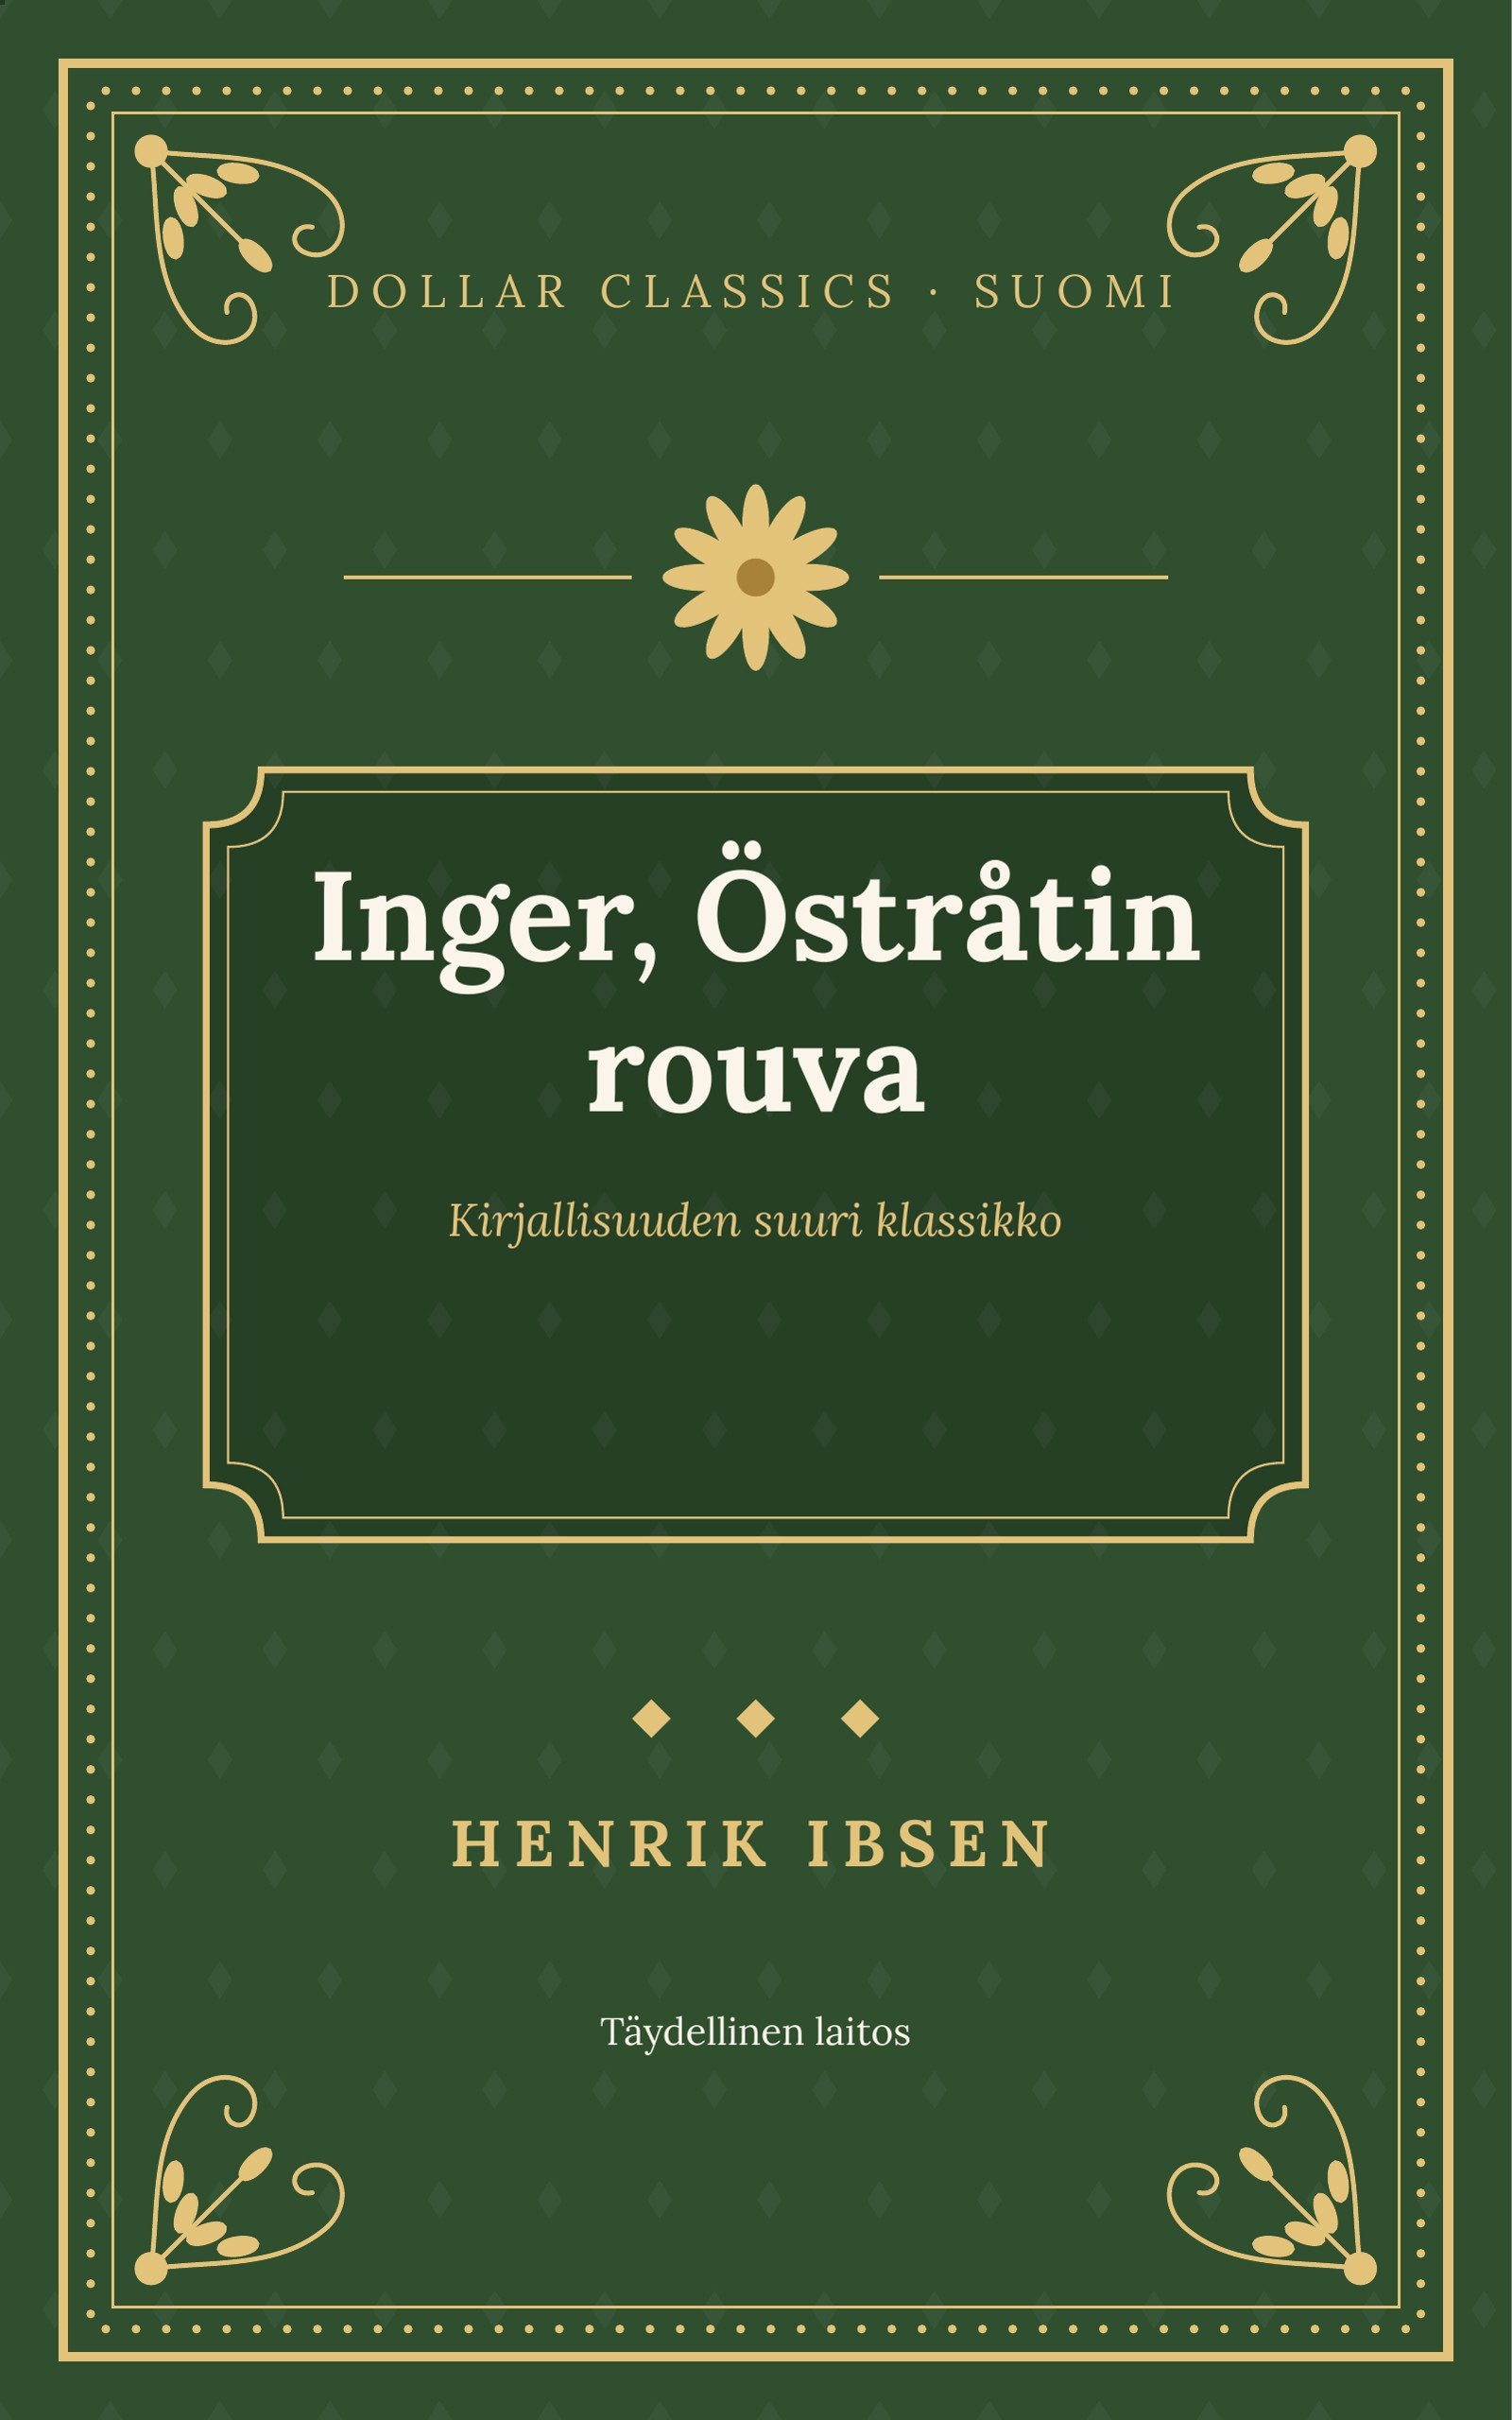 DOLLAR CLASSICS · SUOMI
Inger, Östråtin
rouva
Kirjallisuuden suuri klassikko
HENRIK IBSEN
Täydellinen laitos